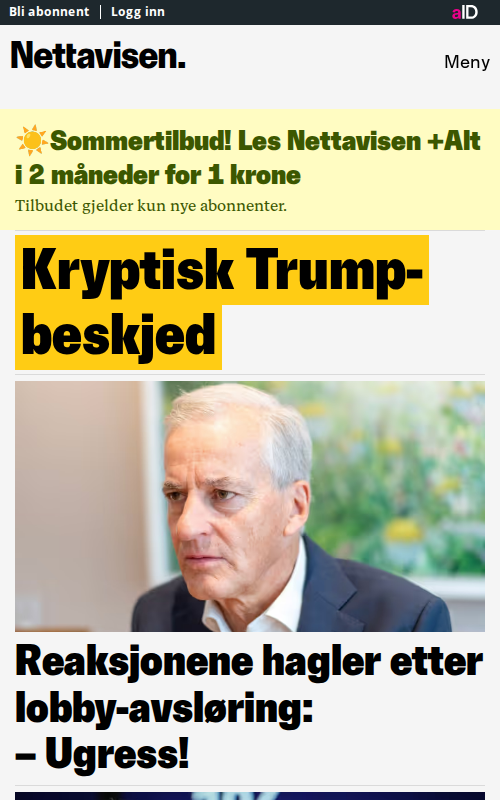 Bli abonnent
Logg inn
aID
Nettavisen.
Meny
Sommertilbud! Les Nettavisen +Alt
i 2 måneder for 1 krone
Tilbudet gjelder kun nye abonnenter.
Kryptisk Trump-
beskjed
Reaksjonene hagler etter
lobby-avsløring:
– Ugress!